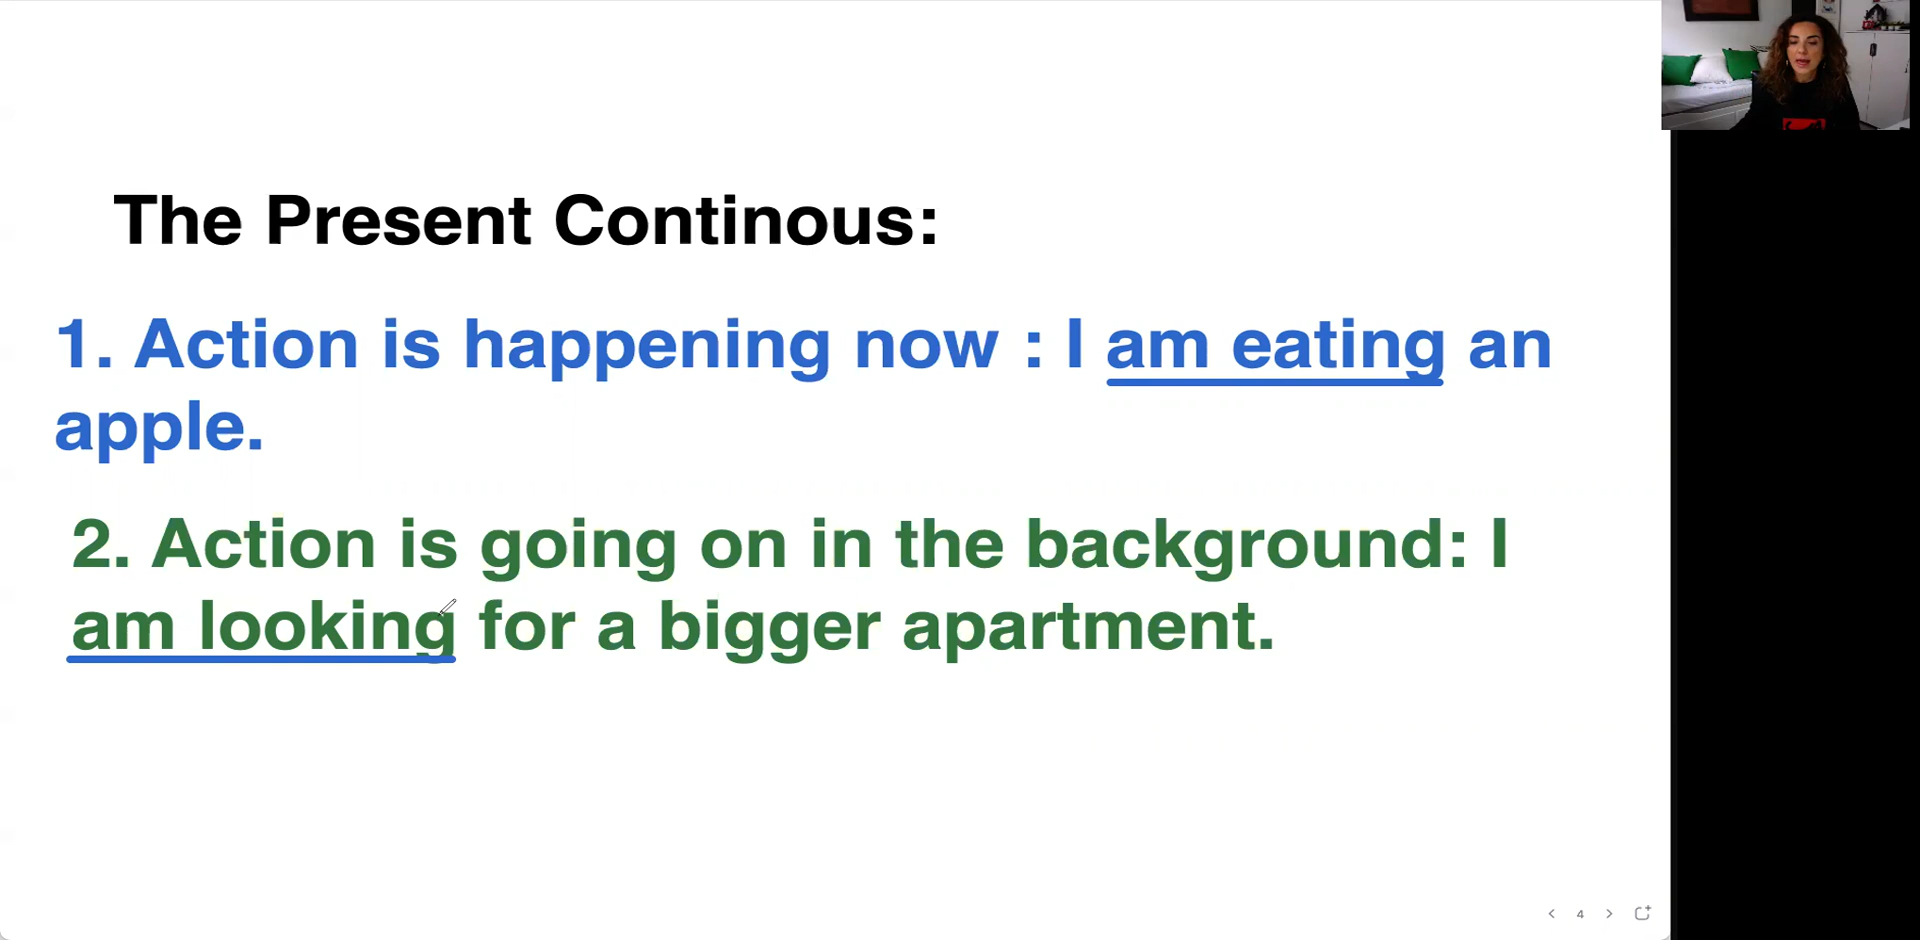 The Present Continous:
1. Action is happening now : I am eating an
apple.
2. Action is going on in the background: I
am looking for a bigger apartment.
4